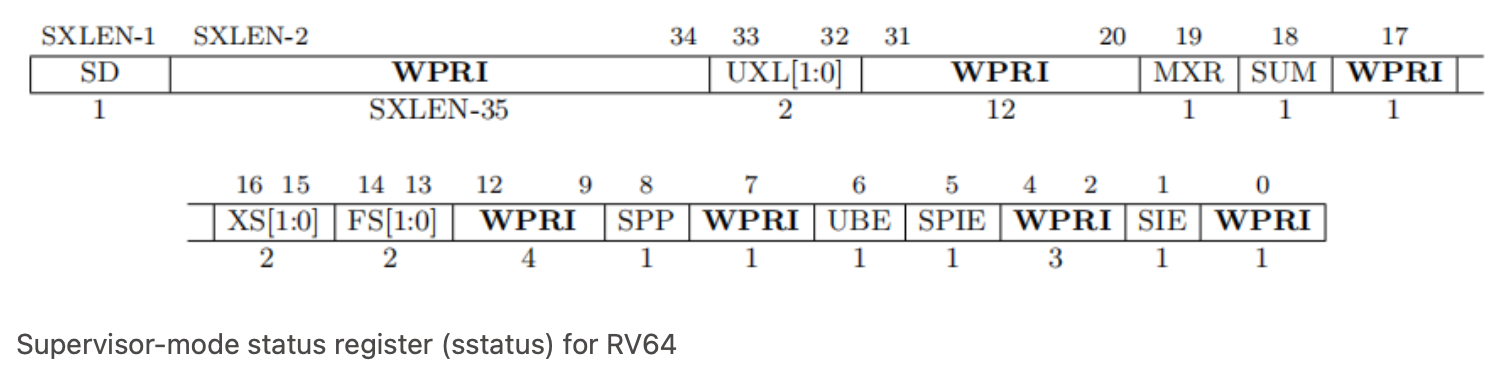 SXLEN-1 SXLEN-2 34 33 32 31 20 19 18 17
SD WPRI UXL[1:0] WPRI MXR SUM WPRI
1 SXLEN-35 2 12 1 1 1
16 15 14 13 12 9 8 7 6 5 4 2 1 0
XS[1:0] FS[1:0] WPRI SPP WPRI UBE SPIE WPRI SIE WPRI
2 2 4 1 1 1 1 3 1 1
Supervisor-mode status register (sstatus) for RV64